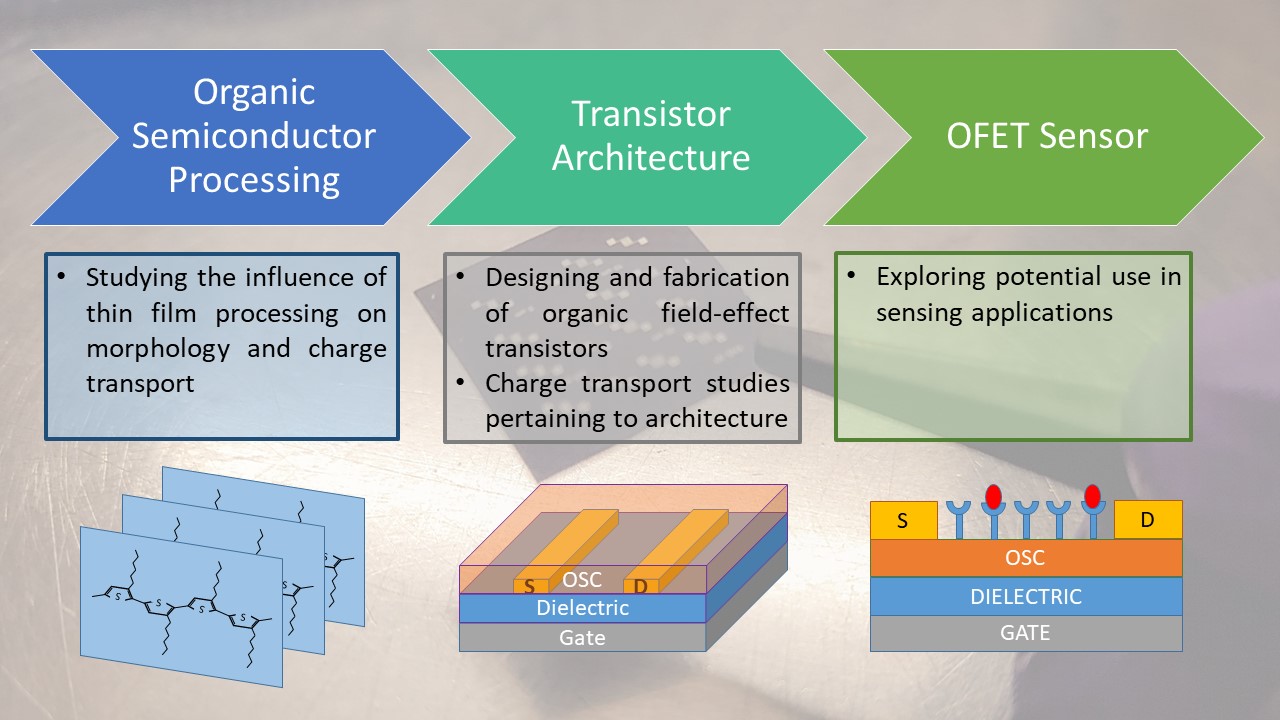 Organic
Semiconductor
Processing
Transistor
Architecture
OFET Sensor
• Studying the influence of
thin film processing on
morphology and charge
transport
• Designing and fabrication
of organic field-effect
transistors
• Charge transport studies
pertaining to architecture
• Exploring potential use in
sensing applications
S S S S
S
S
S OSC D
Dielectric
Gate
S D
OSC
DIELECTRIC
GATE